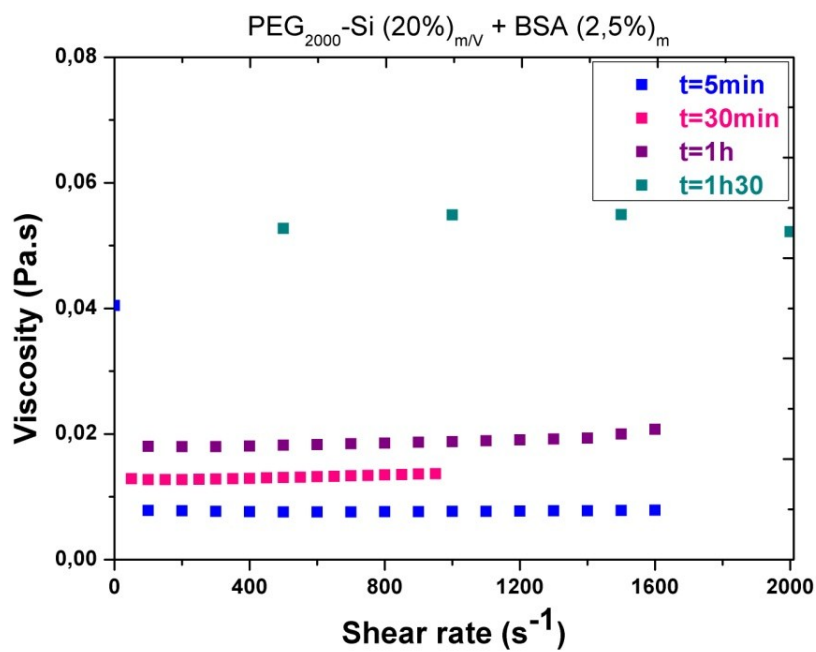 PEG2000-Si (20%)m/V + BSA (2,5%)m
0,08
t=5min
t=30min
t=1h
t=1h30
0,06
0,04
0,02
0,00
Viscosity (Pa.s)
0 400 800 1200 1600 2000
Shear rate (s-1)